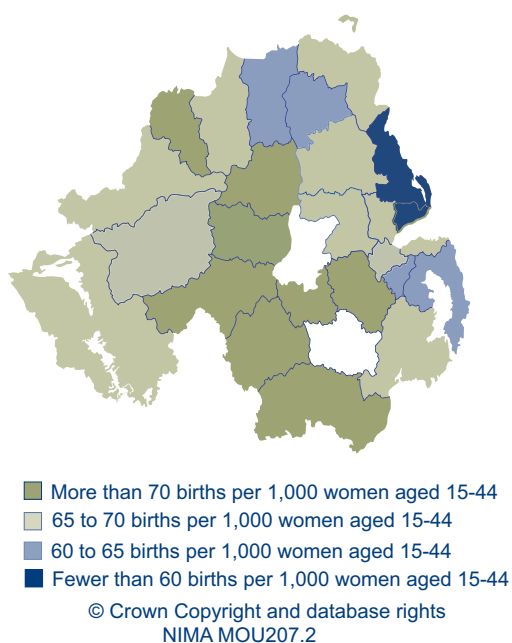 More than 70 births per 1,000 women aged 15-44
65 to 70 births per 1,000 women aged 15-44
60 to 65 births per 1,000 women aged 15-44
Fewer than 60 births per 1,000 women aged 15-44
© Crown Copyright and database rights
NIMA MOU207.2